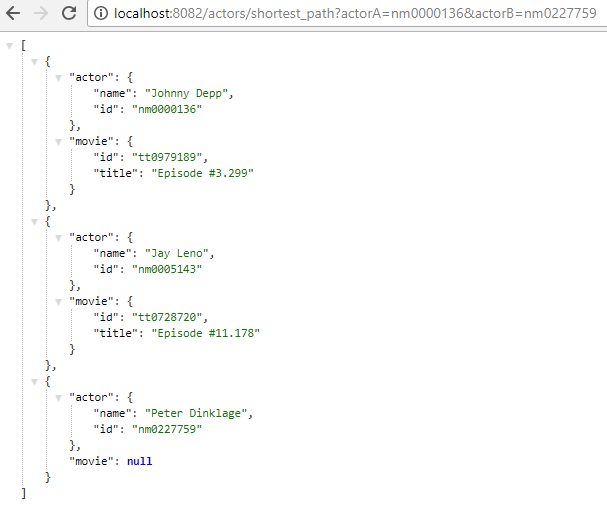 localhost:8082/actors/shortest_path?actorA=nm0000136&actorB=nm0227759
[
{
"actor": {
"name": "Johnny Depp",
"id": "nm0000136"
},
"movie": {
"id": "tt0979189",
"title": "Episode #3.299"
}
},
{
"actor": {
"name": "Jay Leno",
"id": "nm0005143"
},
"movie": {
"id": "tt0728720",
"title": "Episode #11.178"
}
},
{
"actor": {
"name": "Peter Dinklage",
"id": "nm0227759"
},
"movie": null
}
]